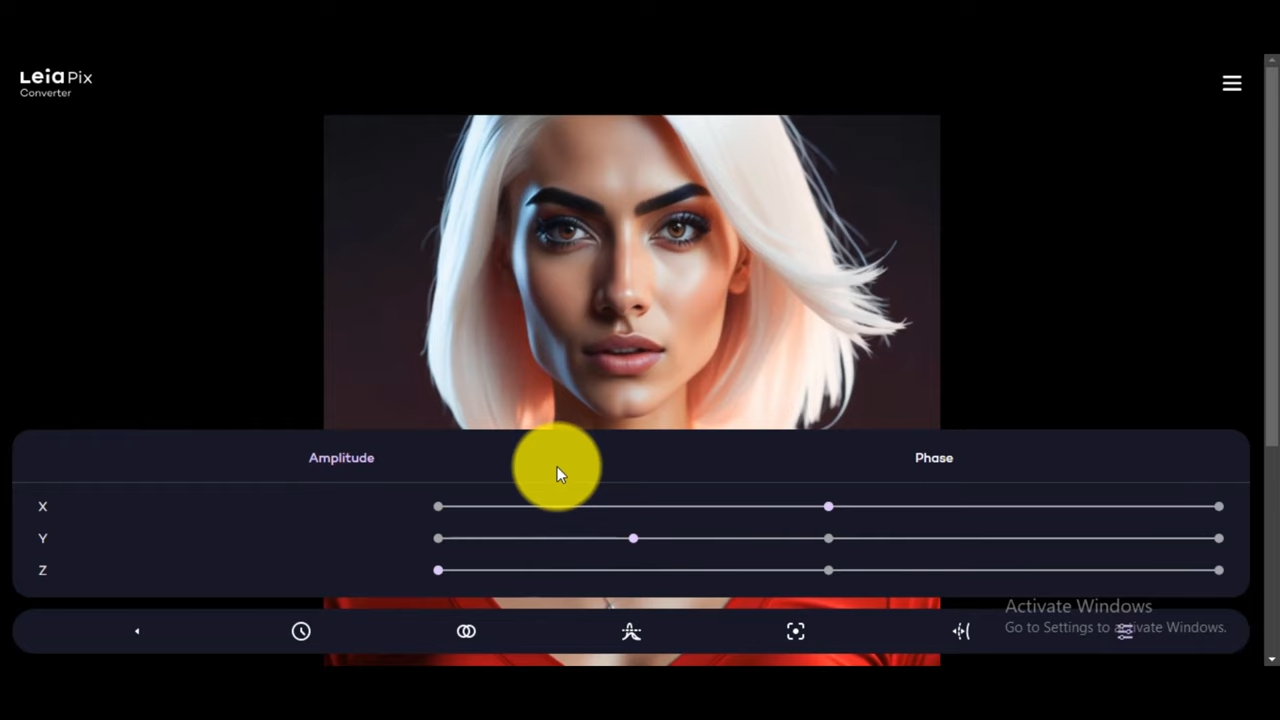 Leia Pix
Converter
Amplitude
Phase
X
Y
Z
Activate Windows
Go to Settings to activate Windows.